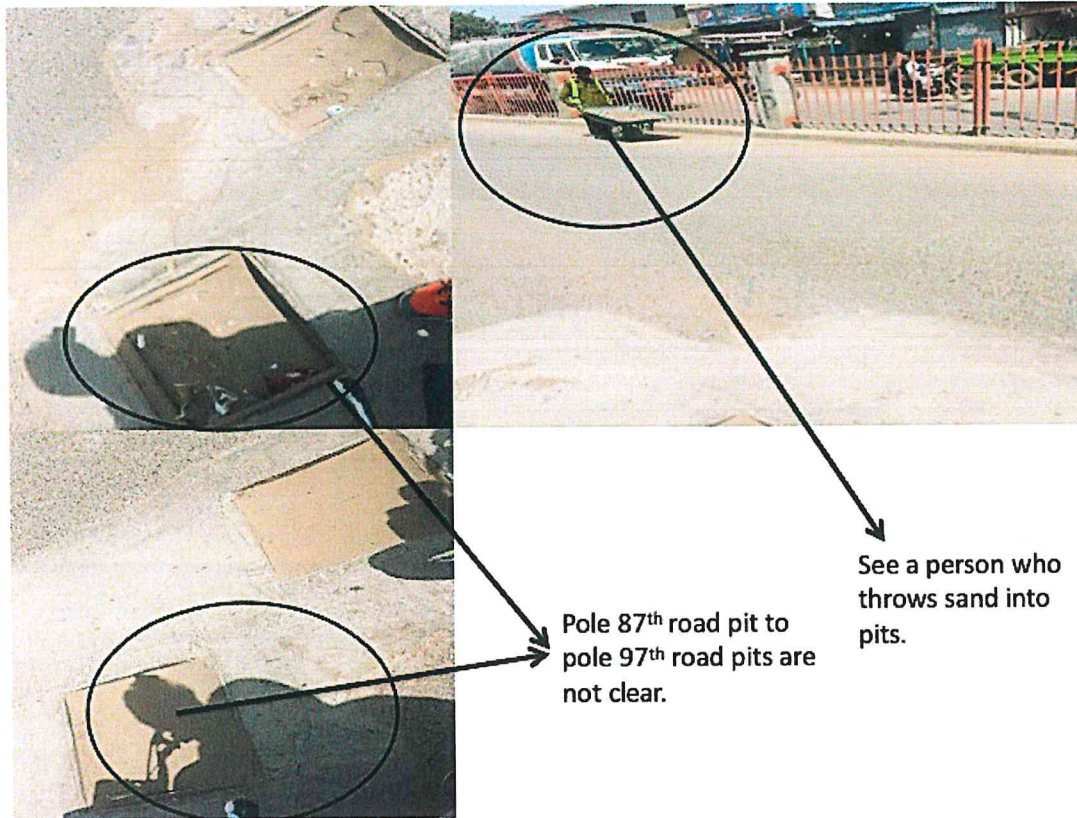 See a person who
throws sand into
pits.
Pole 87th road pit to
pole 97th road pits are
not clear.